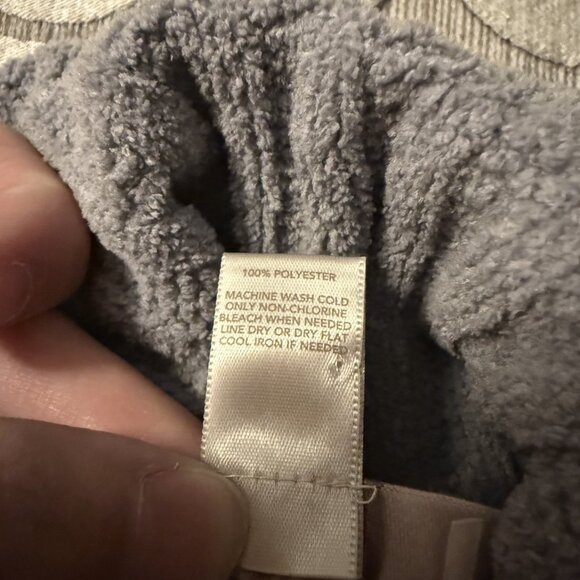 100% POLYESTER
MACHINE WASH COLD
ONLY NON-CHLORINE
BLEACH WHEN NEEDED
LINE DRY OR DRY FLAT
COOL IRON IF NEEDED